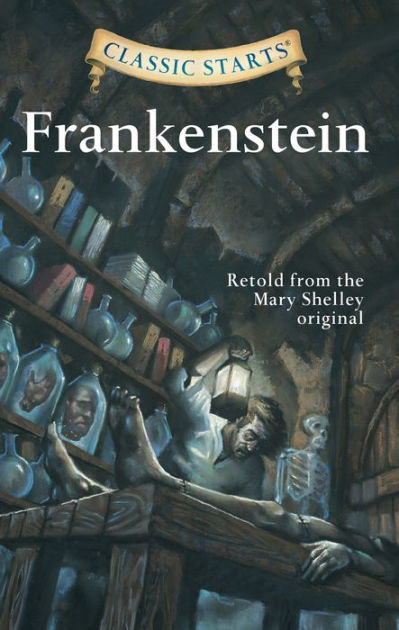 CLASSIC STARTS®
Frankenstein
Retold from the
Mary Shelley
original